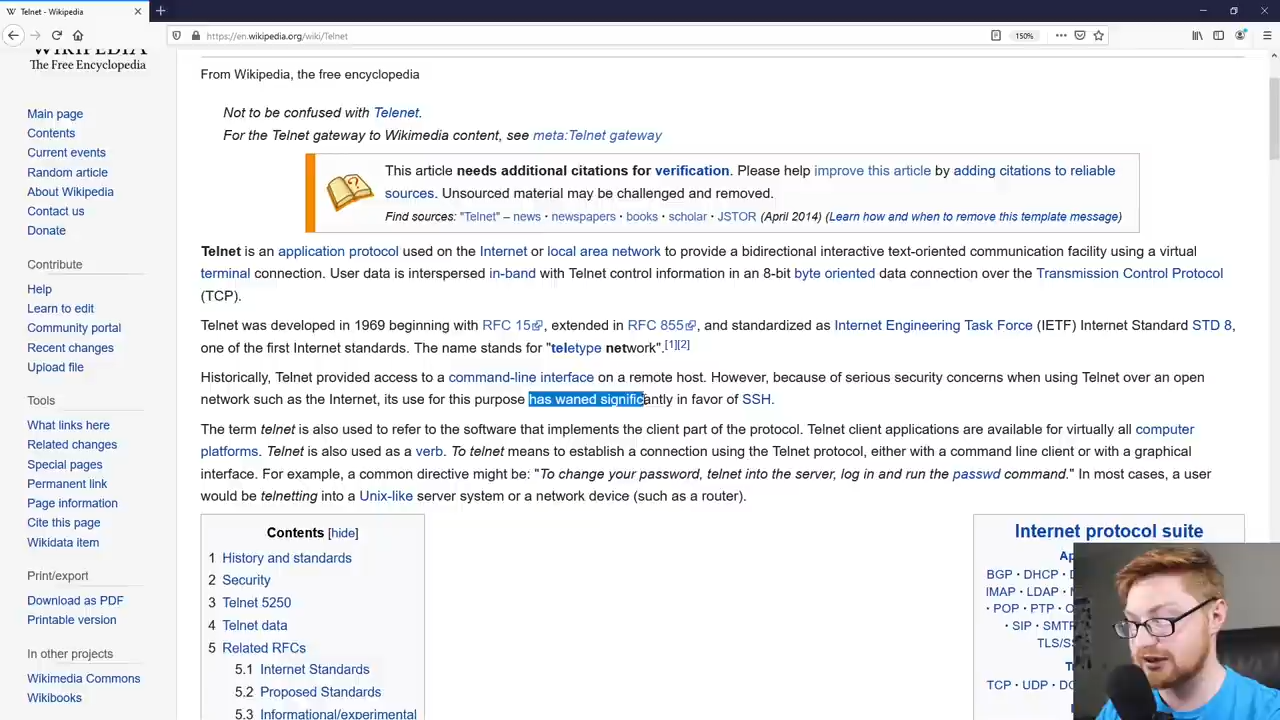 Telnet - Wikipedia
https://en.wikipedia.org/wiki/Telnet
150%
WIKIPEDIA
The Free Encyclopedia
Main page
Contents
Current events
Random article
About Wikipedia
Contact us
Donate
Contribute
Help
Learn to edit
Community portal
Recent changes
Upload file
Tools
What links here
Related changes
Special pages
Permanent link
Page information
Cite this page
Wikidata item
Print/export
Download as PDF
Printable version
In other projects
Wikimedia Commons
Wikibooks
From Wikipedia, the free encyclopedia
Not to be confused with Telenet.
For the Telnet gateway to Wikimedia content, see meta:Telnet gateway
This article needs additional citations for verification. Please help improve this article by adding citations to reliable
sources. Unsourced material may be challenged and removed.
Find sources: "Telnet" – news · newspapers · books · scholar · JSTOR (April 2014) (Learn how and when to remove this template message)
Telnet is an application protocol used on the Internet or local area network to provide a bidirectional interactive text-oriented communication facility using a virtual
terminal connection. User data is interspersed in-band with Telnet control information in an 8-bit byte oriented data connection over the Transmission Control Protocol
(TCP).
Telnet was developed in 1969 beginning with RFC 15, extended in RFC 855, and standardized as Internet Engineering Task Force (IETF) Internet Standard STD 8,
one of the first Internet standards. The name stands for "teletype network".[1][2]
Historically, Telnet provided access to a command-line interface on a remote host. However, because of serious security concerns when using Telnet over an open
network such as the Internet, its use for this purpose has waned significantly in favor of SSH.
The term telnet is also used to refer to the software that implements the client part of the protocol. Telnet client applications are available for virtually all computer
platforms. Telnet is also used as a verb. To telnet means to establish a connection using the Telnet protocol, either with a command line client or with a graphical
interface. For example, a common directive might be: "To change your password, telnet into the server, log in and run the passwd command." In most cases, a user
would be telnetting into a Unix-like server system or a network device (such as a router).
Contents [hide]
1 History and standards
2 Security
3 Telnet 5250
4 Telnet data
5 Related RFCs
5.1 Internet Standards
5.2 Proposed Standards
5.3 Informational/experimental
Internet protocol suite
BGP · DHCP ·
IMAP · LDAP ·
· POP · PTP ·
· SIP · SMTP
TLS/SS
TCP · UDP ·